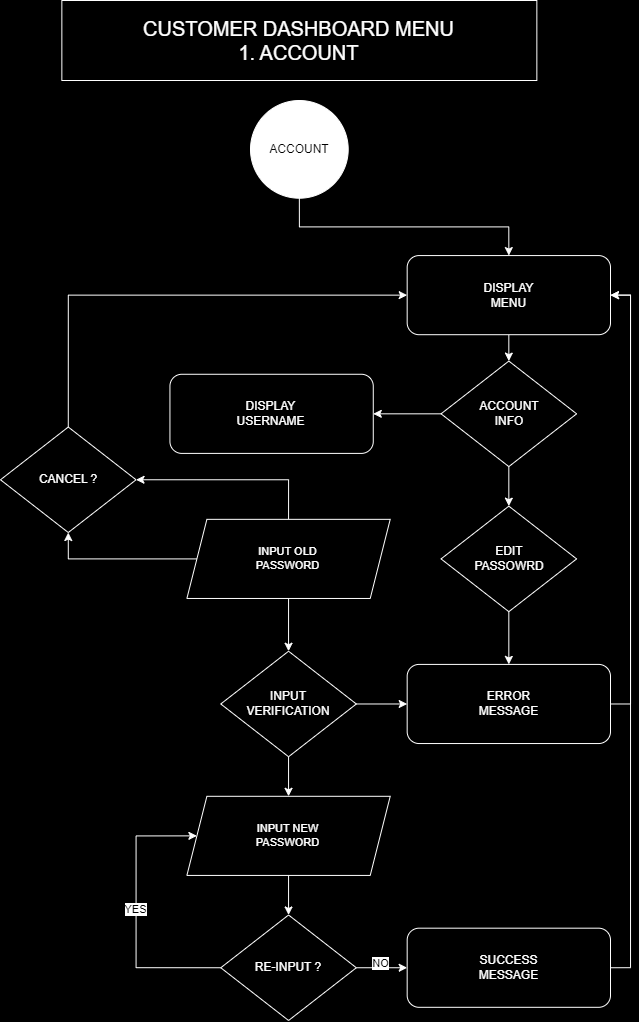 CUSTOMER DASHBOARD MENU
1. ACCOUNT
ACCOUNT
DISPLAY
MENU
DISPLAY
USERNAME
ACCOUNT
INFO
CANCEL ?
INPUT OLD
PASSWORD
EDIT
PASSOWRD
INPUT
VERIFICATION
ERROR
MESSAGE
INPUT NEW
PASSWORD
YES
RE-INPUT ?
NO
SUCCESS
MESSAGE